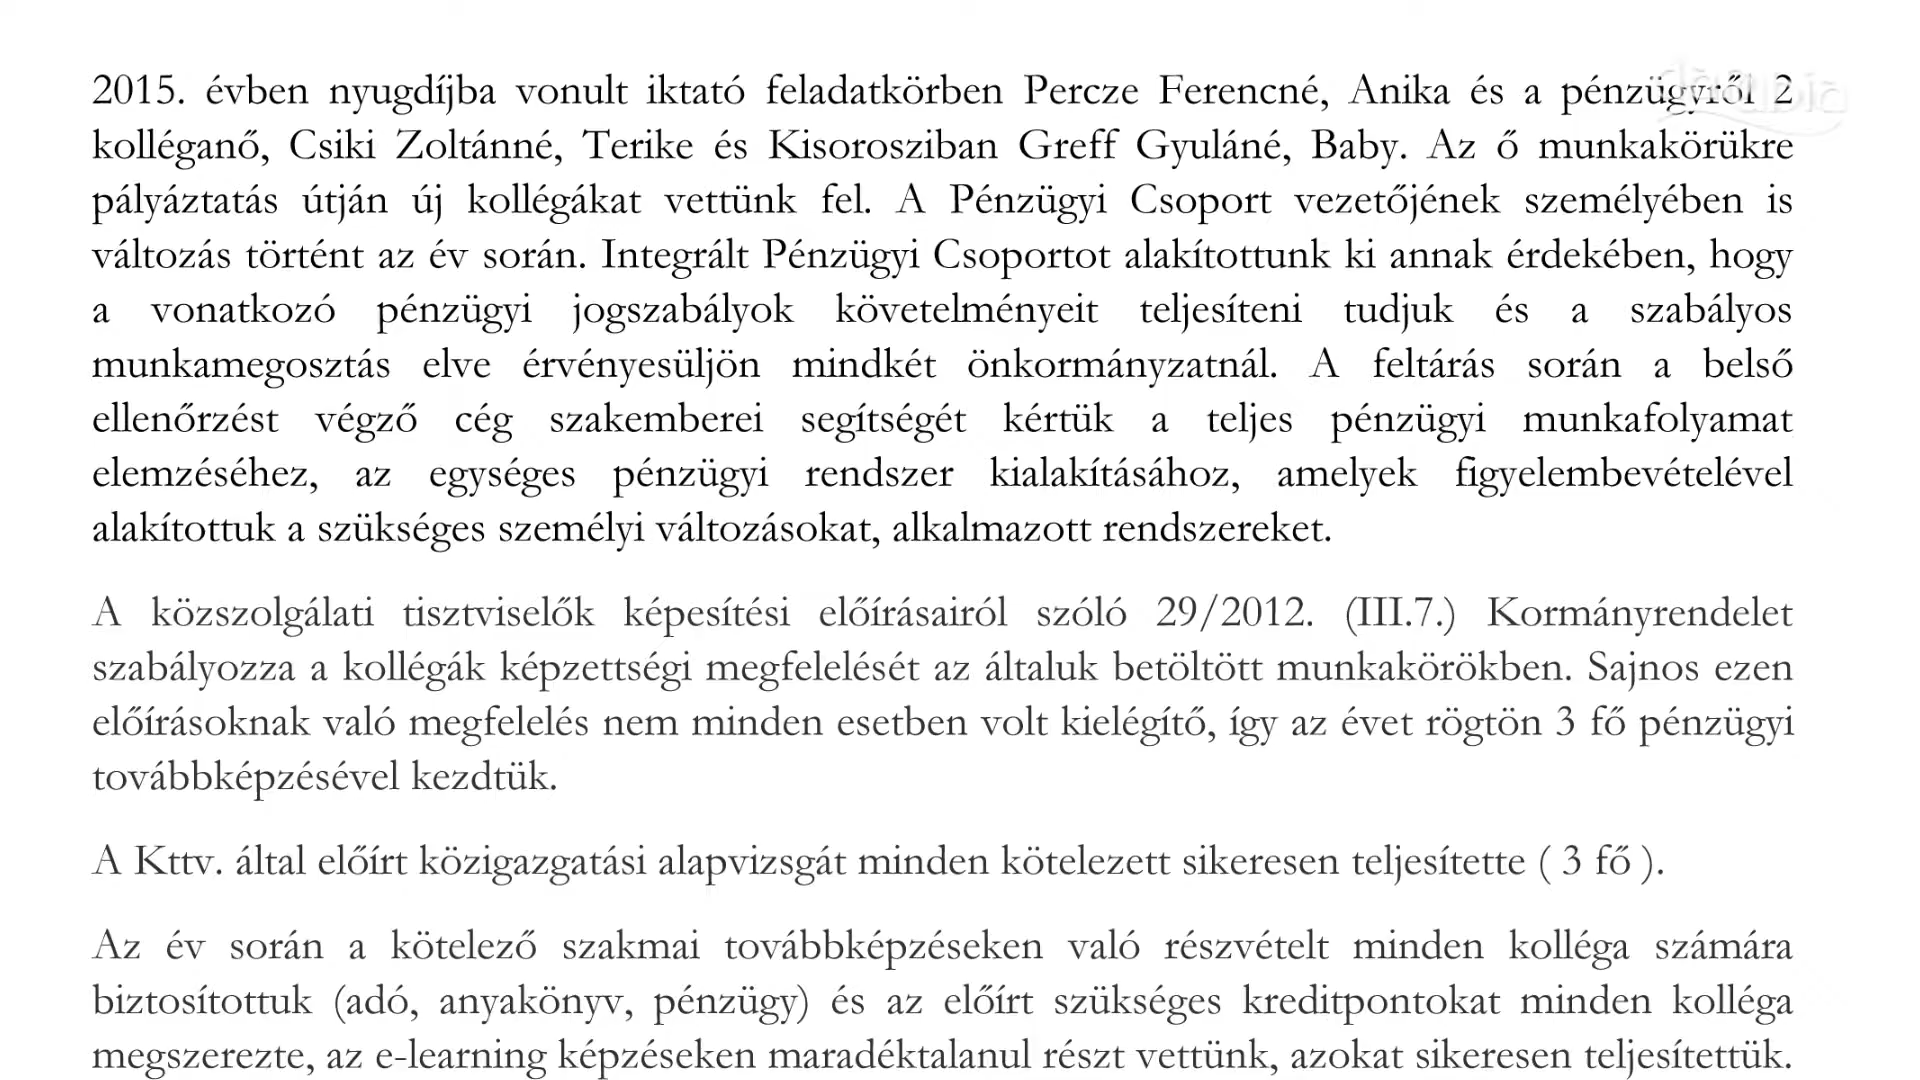 2015. évben nyugdíjba vonult iktató feladatkörben Percze Ferencné, Anika és a pénzügyről 2
kolléganő, Csiki Zoltánné, Terike és Kisorosziban Greff Gyuláné, Baby. Az ő munkakörükre
pályáztatás útján új kollégákat vettünk fel. A Pénzügyi Csoport vezetőjének személyében is
változás történt az év során. Integrált Pénzügyi Csoportot alakítottunk ki annak érdekében, hogy
a vonatkozó pénzügyi jogszabályok követelményeit teljesíteni tudjuk és a szabályos
munkamegosztás elve érvényesüljön mindkét önkormányzatnál. A feltárás során a belső
ellenőrzést végző cég szakemberei segítségét kértük a teljes pénzügyi munkafolyamat
elemzéséhez, az egységes pénzügyi rendszer kialakításához, amelyek figyelembevételével
alakítottuk a szükséges személyi változásokat, alkalmazott rendszereket.
A közszolgálati tisztviselők képesítési előírásairól szóló 29/2012. (III.7.) Kormányrendelet
szabályozza a kollégák képzettségi megfelelését az általuk betöltött munkakörökben. Sajnos ezen
előírásoknak való megfelelés nem minden esetben volt kielégítő, így az évet rögtön 3 fő pénzügyi
továbbképzésével kezdtük.
A Kttv. által előírt közigazgatási alapvizsgát minden kötelezett sikeresen teljesítette ( 3 fő ).
Az év során a kötelező szakmai továbbképzéseken való részvételt minden kolléga számára
biztosítottuk (adó, anyakönyv, pénzügy) és az előírt szükséges kreditpontokat minden kolléga
megszerezte, az e-learning képzéseken maradéktalanul részt vettünk, azokat sikeresen teljesítettük.
danubia